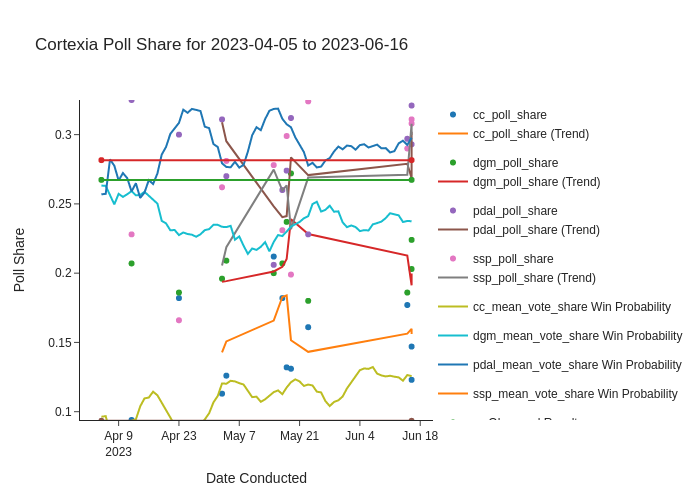 Cortexia Poll Share for 2023-04-05 to 2023-06-16
0.3
0.25
0.2
0.15
0.1
Poll Share
Apr 9
2023
Apr 23
May 7
May 21
Jun 4
Jun 18
Date Conducted
cc_poll_share
cc_poll_share (Trend)
dgm_poll_share
dgm_poll_share (Trend)
pdal_poll_share
pdal_poll_share (Trend)
ssp_poll_share
ssp_poll_share (Trend)
cc_mean_vote_share Win Probability
dgm_mean_vote_share Win Probability
pdal_mean_vote_share Win Probability
ssp_mean_vote_share Win Probability